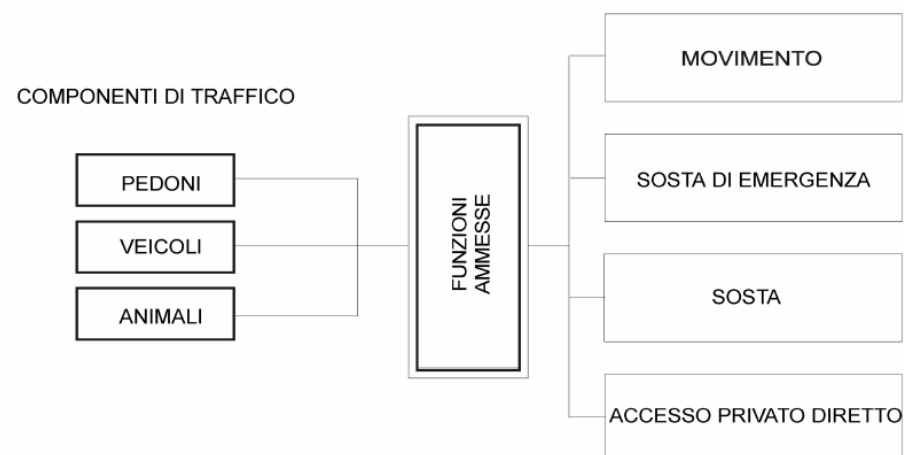 COMPONENTI DI TRAFFICO
PEDONI
VEICOLI
ANIMALI
FUNZIONI
AMMESSE
MOVIMENTO
SOSTA DI EMERGENZA
SOSTA
ACCESSO PRIVATO DIRETTO